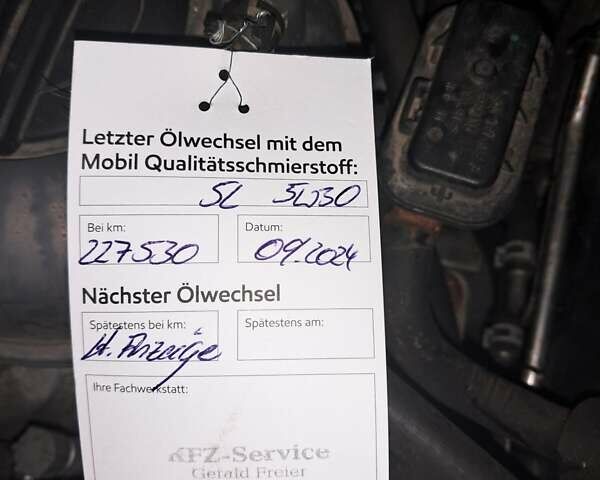 Letzter Ölwechsel mit dem
Mobil Qualitätsschmierstoff:
5L 5W30
Bei km:
Datum:
227530
09.2024
Nächster Ölwechsel
Spätestens bei km:
Spätestens am:
lt. Anzeige
Ihre Fachwerkstatt:
KFZ-Service
Gerald Freier